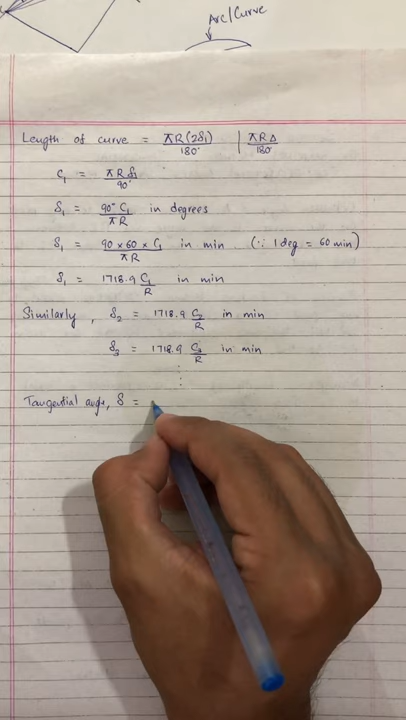 Arc/Curve
Length of curve = πR(2δ₁)/180° | πRΔ/180°
C₁ = πRδ₁/90°
δ₁ = 90° C₁/πR in degrees
δ₁ = 90 x 60 x C₁/πR in min (∵ 1 deg = 60 min)
δ₁ = 1718.9 C₁/R in min
Similarly, δ₂ = 1718.9 C₂/R in min
δ₃ = 1718.9 C₃/R in min
⋮
Tangential angle, δ =